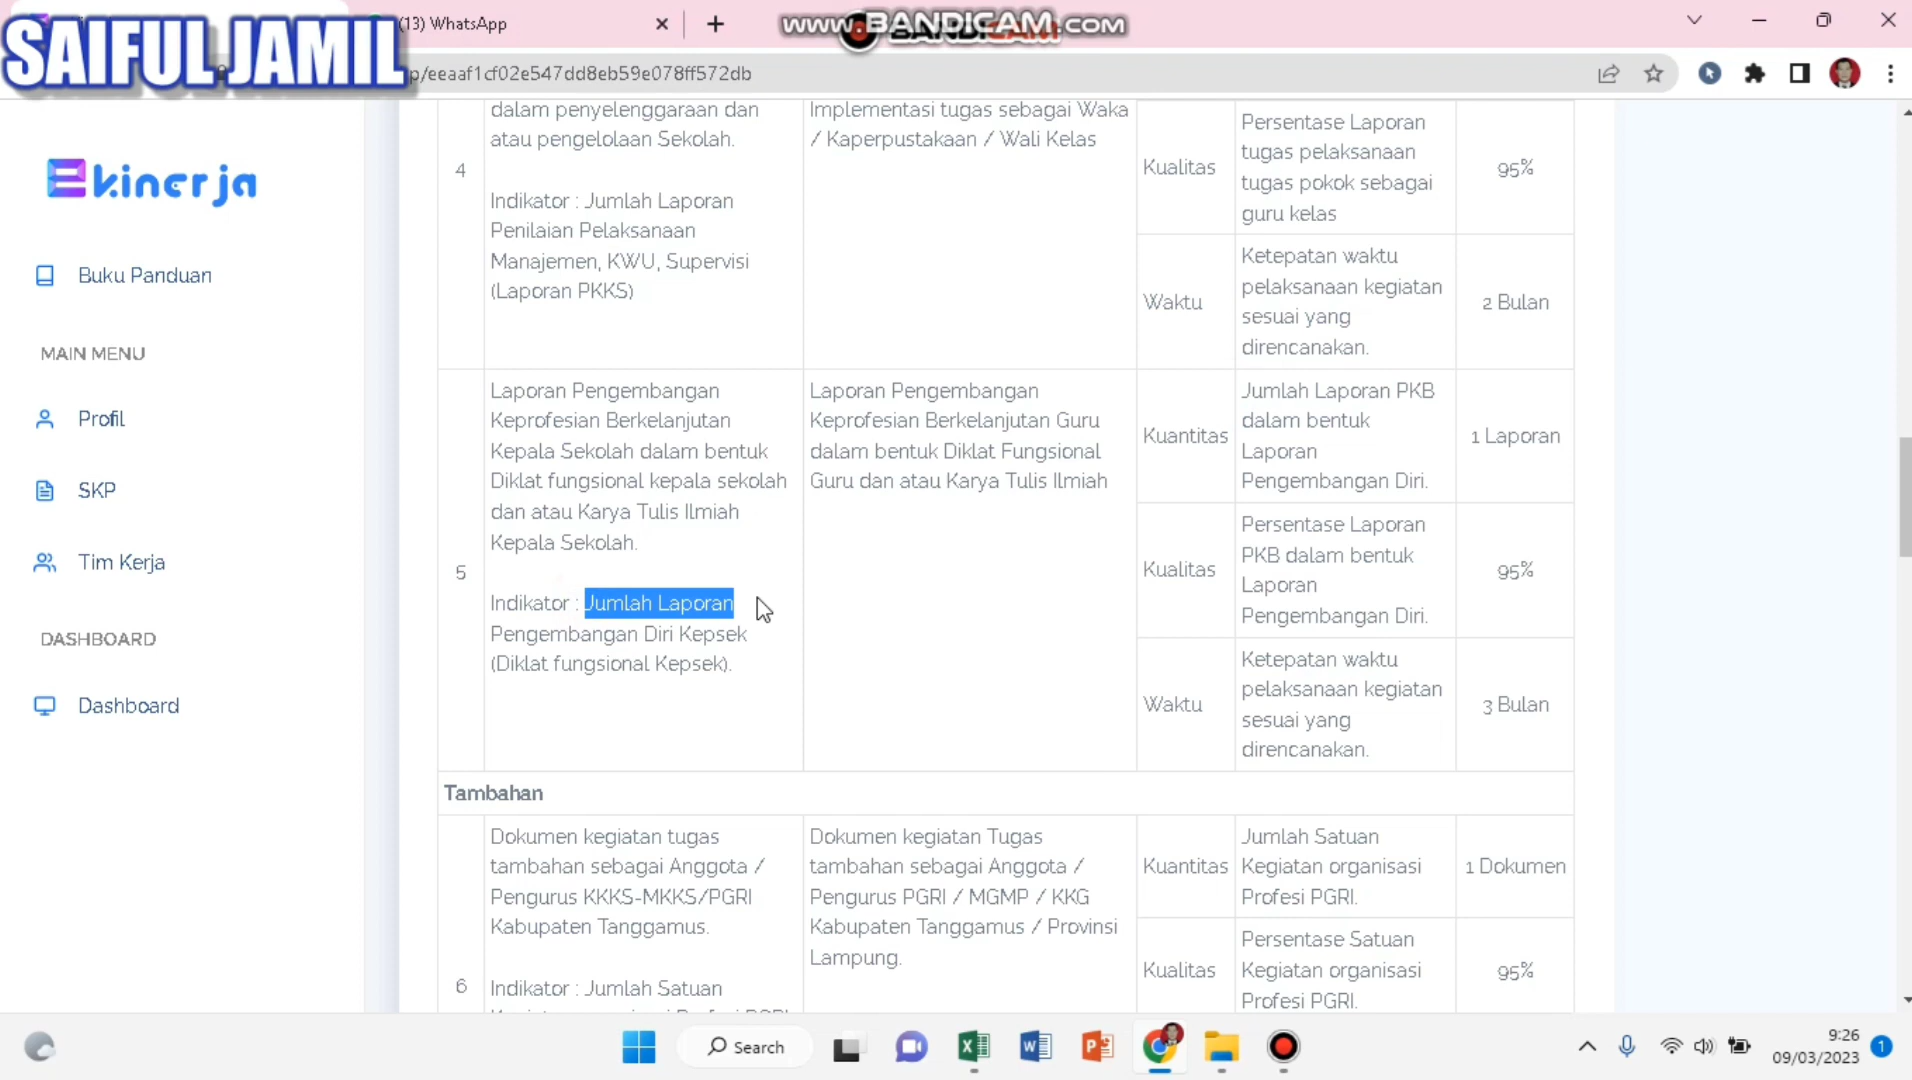 SAIFUL JAMIL
(13) WhatsApp
www.BANDICAM.com
p/eeaaf1cf02e547dd8eb59e078ff572db
kinerja
Buku Panduan
MAIN MENU
Profil
SKP
Tim Kerja
DASHBOARD
Dashboard
4
dalam penyelenggaraan dan
atau pengelolaan Sekolah.
Indikator : Jumlah Laporan
Penilaian Pelaksanaan
Manajemen, KWU, Supervisi
(Laporan PKKS)
Implementasi tugas sebagai Waka
/ Kaperpustakaan / Wali Kelas
Kualitas
Persentase Laporan
tugas pelaksanaan
tugas pokok sebagai
guru kelas
95%
Waktu
Ketepatan waktu
pelaksanaan kegiatan
sesuai yang
direncanakan.
2 Bulan
5
Laporan Pengembangan
Keprofesian Berkelanjutan
Kepala Sekolah dalam bentuk
Diklat fungsional kepala sekolah
dan atau Karya Tulis Ilmiah
Kepala Sekolah.
Indikator : Jumlah Laporan
Pengembangan Diri Kepsek
(Diklat fungsional Kepsek).
Laporan Pengembangan
Keprofesian Berkelanjutan Guru
dalam bentuk Diklat Fungsional
Guru dan atau Karya Tulis Ilmiah
Kuantitas
Jumlah Laporan PKB
dalam bentuk
Laporan
Pengembangan Diri.
1 Laporan
Kualitas
Persentase Laporan
PKB dalam bentuk
Laporan
Pengembangan Diri.
95%
Waktu
Ketepatan waktu
pelaksanaan kegiatan
sesuai yang
direncanakan.
3 Bulan
Tambahan
6
Dokumen kegiatan tugas
tambahan sebagai Anggota /
Pengurus KKKS-MKKS/PGRI
Kabupaten Tanggamus.
Indikator : Jumlah Satuan
Dokumen kegiatan Tugas
tambahan sebagai Anggota /
Pengurus PGRI / MGMP / KKG
Kabupaten Tanggamus / Provinsi
Lampung.
Kuantitas
Jumlah Satuan
Kegiatan organisasi
Profesi PGRI.
1 Dokumen
Kualitas
Persentase Satuan
Kegiatan organisasi
Profesi PGRI.
95%
Search
9:26
09/03/2023
1